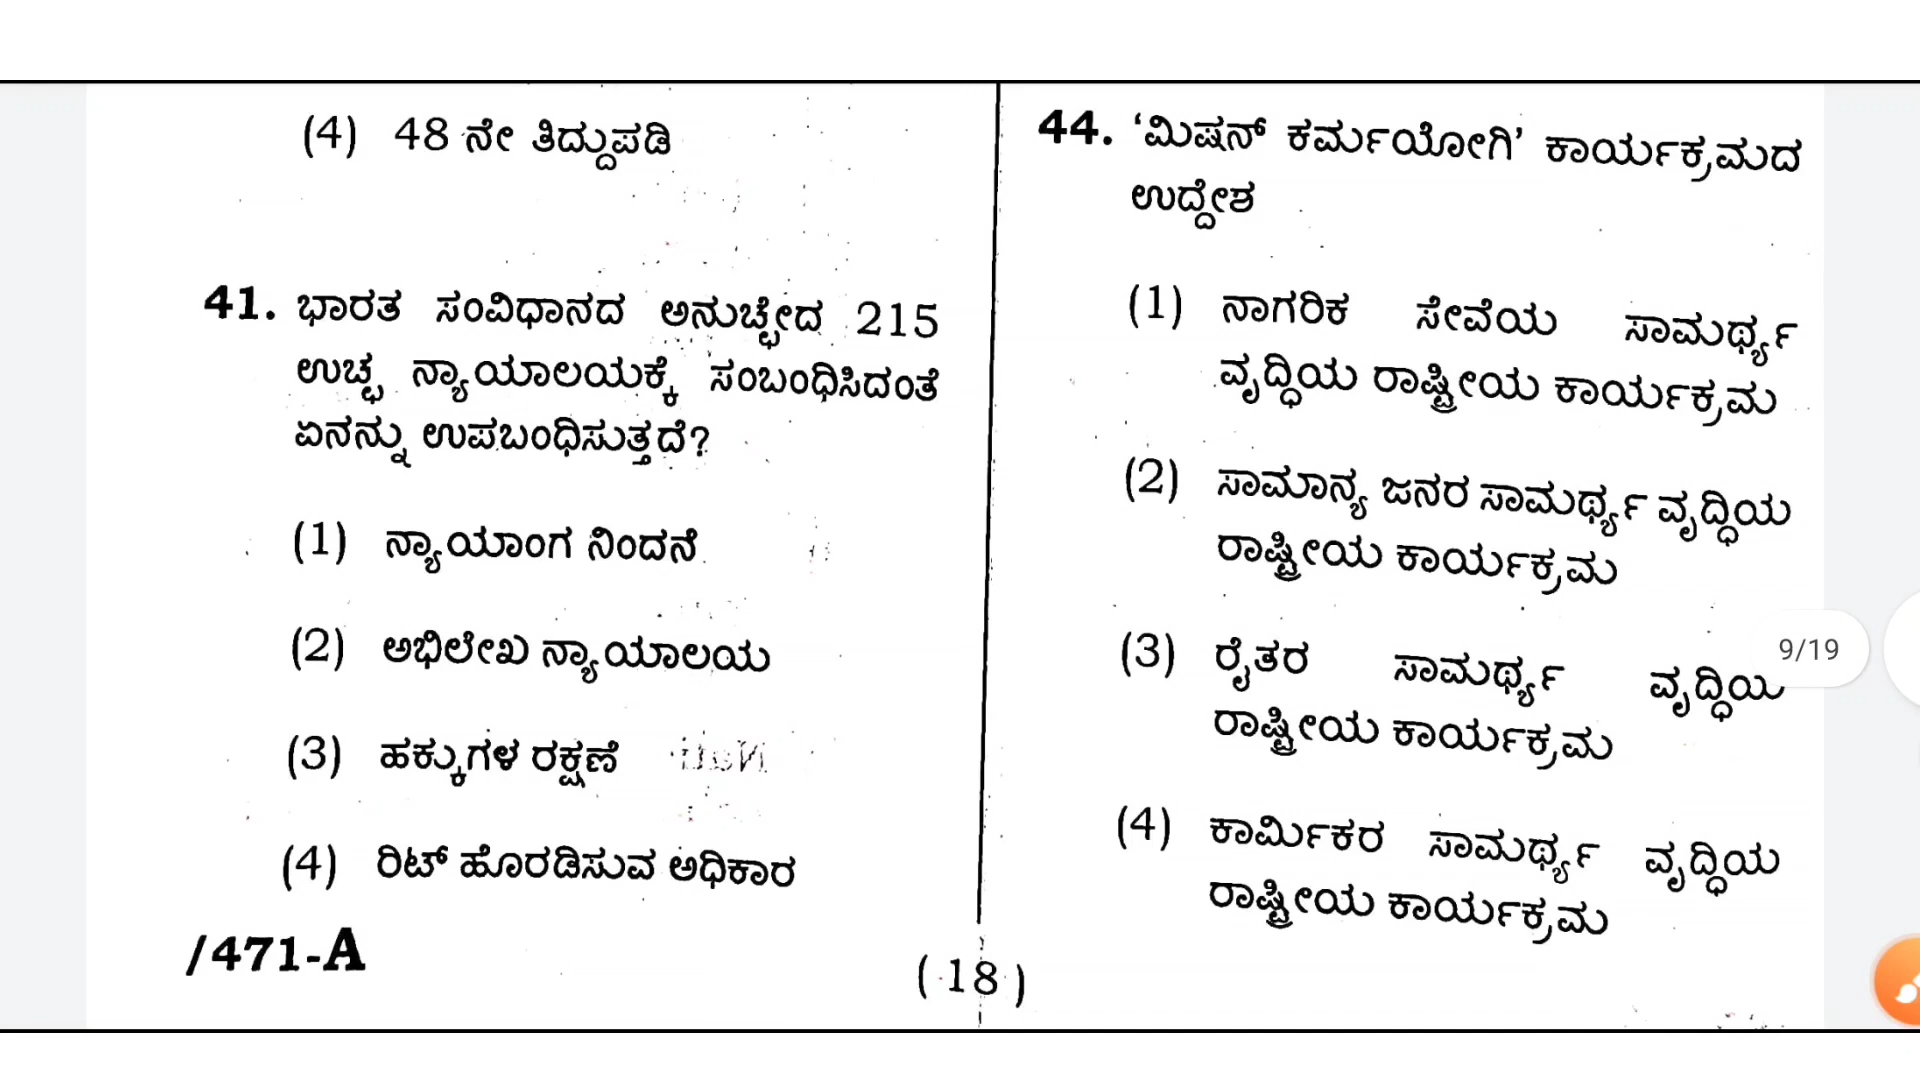 (4) 48 ನೇ ತಿದ್ದುಪಡಿ
41. ಭಾರತ ಸಂವಿಧಾನದ ಅನುಚ್ಛೇದ 215
ಉಚ್ಛ ನ್ಯಾಯಾಲಯಕ್ಕೆ ಸಂಬಂಧಿಸಿದಂತೆ
ಏನನ್ನು ಉಪಬಂಧಿಸುತ್ತದೆ?
(1) ನ್ಯಾಯಾಂಗ ನಿಂದನೆ
(2) ಅಭಿಲೇಖ ನ್ಯಾಯಾಲಯ
(3) ಹಕ್ಕುಗಳ ರಕ್ಷಣೆ
(4) ರಿಟ್ ಹೊರಡಿಸುವ ಅಧಿಕಾರ
/471-A
44. ‘ಮಿಷನ್ ಕರ್ಮಯೋಗಿ’ ಕಾರ್ಯಕ್ರಮದ
ಉದ್ದೇಶ
(1) ನಾಗರಿಕ ಸೇವೆಯ ಸಾಮರ್ಥ್ಯ
ವೃದ್ಧಿಯ ರಾಷ್ಟ್ರೀಯ ಕಾರ್ಯಕ್ರಮ
(2) ಸಾಮಾನ್ಯ ಜನರ ಸಾಮರ್ಥ್ಯ ವೃದ್ಧಿಯ
ರಾಷ್ಟ್ರೀಯ ಕಾರ್ಯಕ್ರಮ
(3) ರೈತರ ಸಾಮರ್ಥ್ಯ ವೃದ್ಧಿಯ
ರಾಷ್ಟ್ರೀಯ ಕಾರ್ಯಕ್ರಮ
(4) ಕಾರ್ಮಿಕರ ಸಾಮರ್ಥ್ಯ ವೃದ್ಧಿಯ
ರಾಷ್ಟ್ರೀಯ ಕಾರ್ಯಕ್ರಮ
(18)
9/19